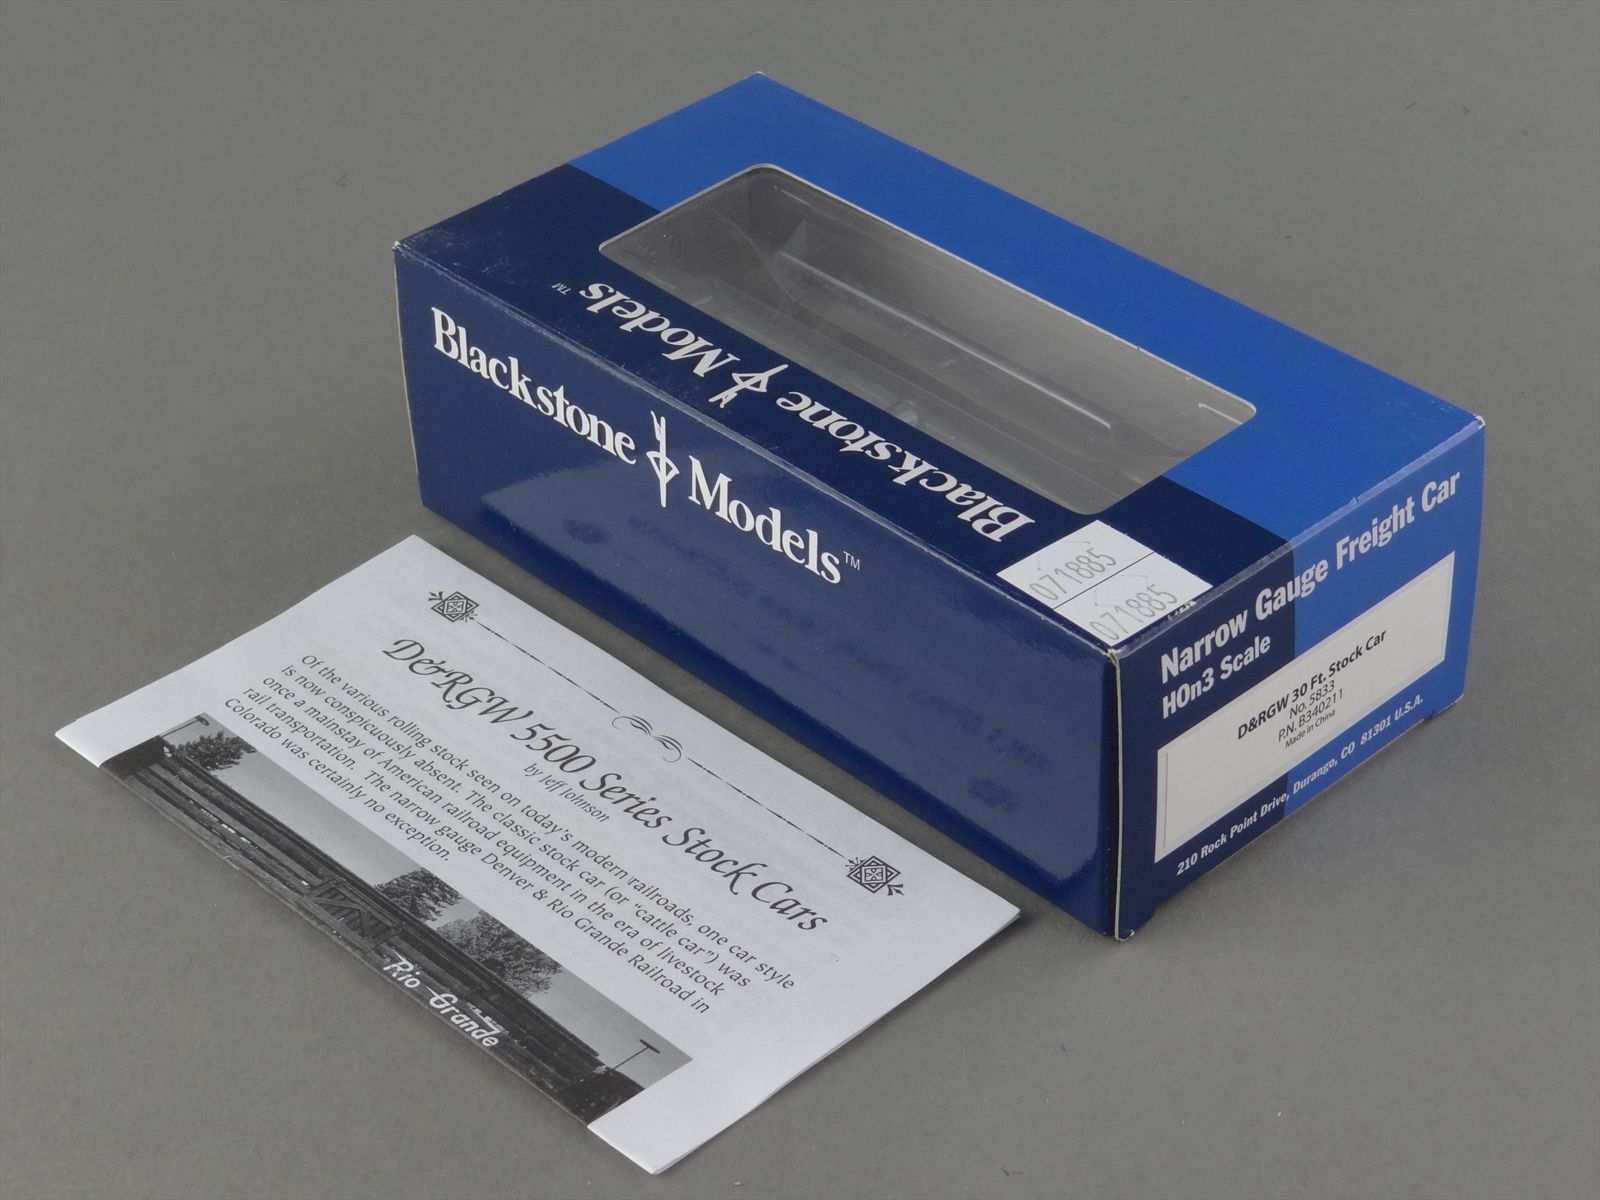 Blackstone Models™
Blackstone Models™
071885
071885
Narrow Gauge Freight Car
HOn3 Scale
D&RGW 30 Ft. Stock Car
No. 5833
P.N. B340211
Made in China
210 Rock Point Drive, Durango, CO 81301 U.S.A.
D&RGW 5500 Series Stock Cars
by Jeff Johnson
Of the various rolling stock seen on today's modern railroads, one car style
is now conspicuously absent. The classic stock car (or "cattle car") was
once a mainstay of American railroad equipment in the era of livestock
rail transportation. The narrow gauge Denver & Rio Grande Railroad in
Colorado was certainly no exception.
Rio Grande